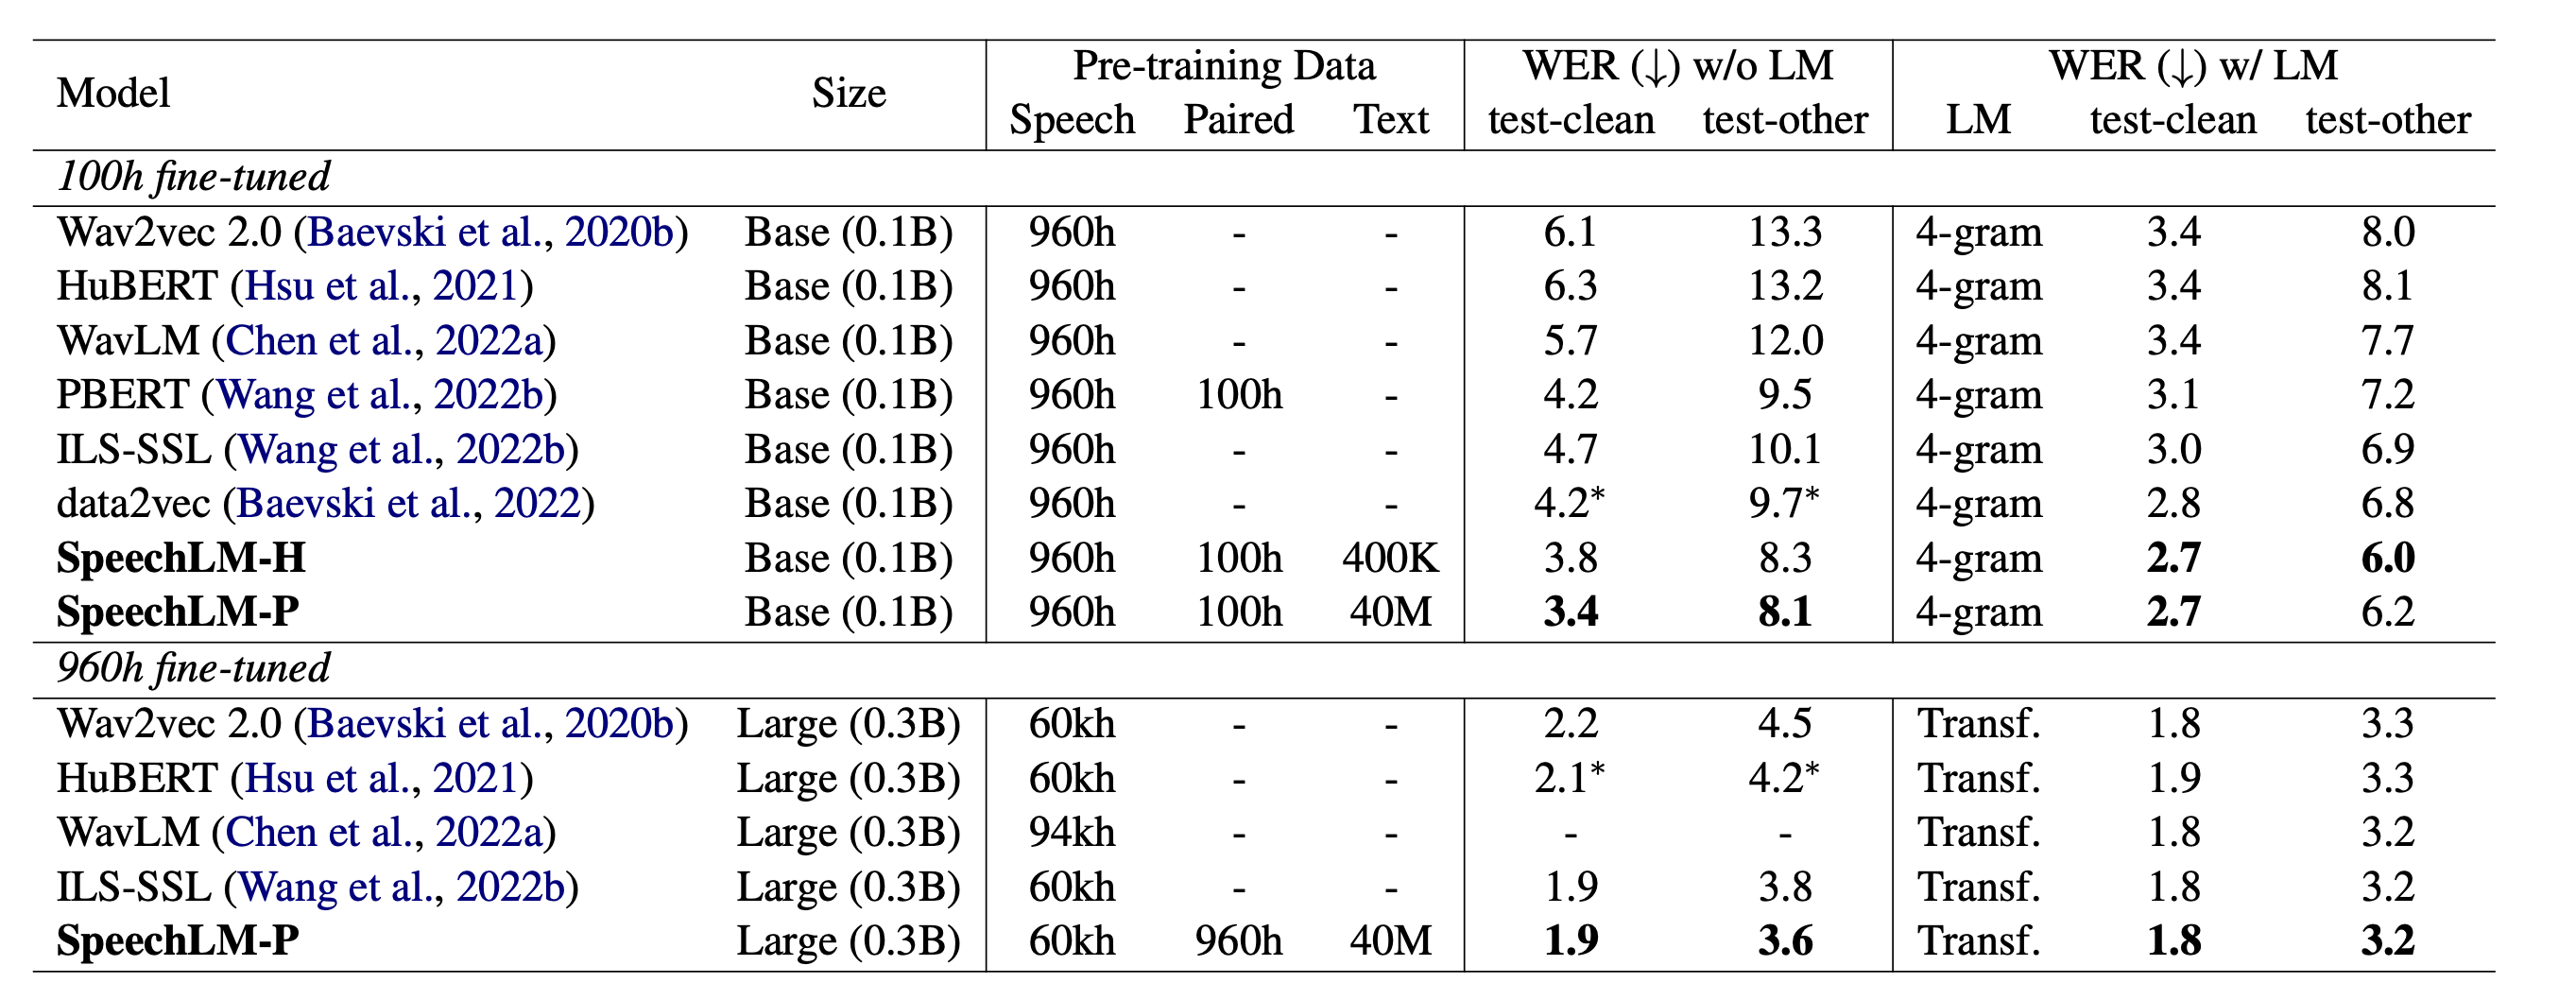 Model Size Pre-training Data WER (↓) w/o LM WER (↓) w/ LM
Speech Paired Text test-clean test-other LM test-clean test-other
100h fine-tuned
Wav2vec 2.0 (Baevski et al., 2020b) Base (0.1B) 960h - - 6.1 13.3 4-gram 3.4 8.0
HuBERT (Hsu et al., 2021) Base (0.1B) 960h - - 6.3 13.2 4-gram 3.4 8.1
WavLM (Chen et al., 2022a) Base (0.1B) 960h - - 5.7 12.0 4-gram 3.4 7.7
PBERT (Wang et al., 2022b) Base (0.1B) 960h 100h - 4.2 9.5 4-gram 3.1 7.2
ILS-SSL (Wang et al., 2022b) Base (0.1B) 960h - - 4.7 10.1 4-gram 3.0 6.9
data2vec (Baevski et al., 2022) Base (0.1B) 960h - - 4.2* 9.7* 4-gram 2.8 6.8
SpeechLM-H Base (0.1B) 960h 100h 400K 3.8 8.3 4-gram 2.7 6.0
SpeechLM-P Base (0.1B) 960h 100h 40M 3.4 8.1 4-gram 2.7 6.2
960h fine-tuned
Wav2vec 2.0 (Baevski et al., 2020b) Large (0.3B) 60kh - - 2.2 4.5 Transf. 1.8 3.3
HuBERT (Hsu et al., 2021) Large (0.3B) 60kh - - 2.1* 4.2* Transf. 1.9 3.3
WavLM (Chen et al., 2022a) Large (0.3B) 94kh - - - - Transf. 1.8 3.2
ILS-SSL (Wang et al., 2022b) Large (0.3B) 60kh - - 1.9 3.8 Transf. 1.8 3.2
SpeechLM-P Large (0.3B) 60kh 960h 40M 1.9 3.6 Transf. 1.8 3.2